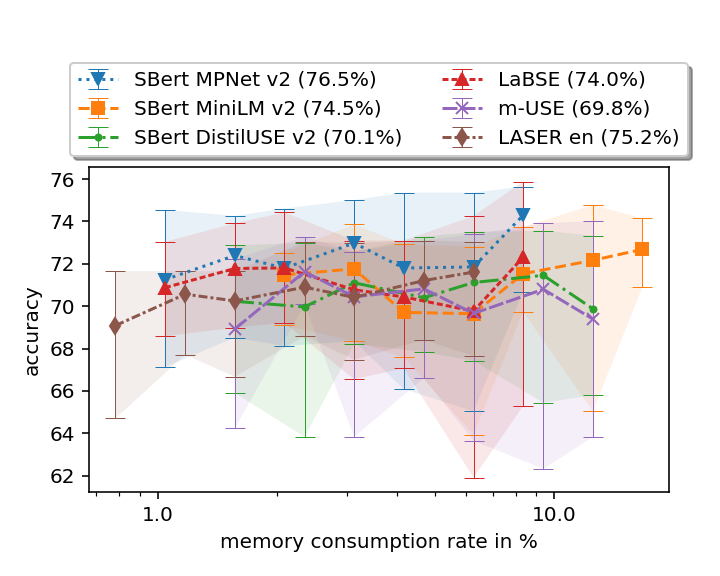 SBert MPNet v2 (76.5%)
SBert MiniLM v2 (74.5%)
SBert DistilUSE v2 (70.1%)
LaBSE (74.0%)
m-USE (69.8%)
LASER en (75.2%)
76
74
72
70
68
66
64
62
accuracy
1.0 10.0
memory consumption rate in %